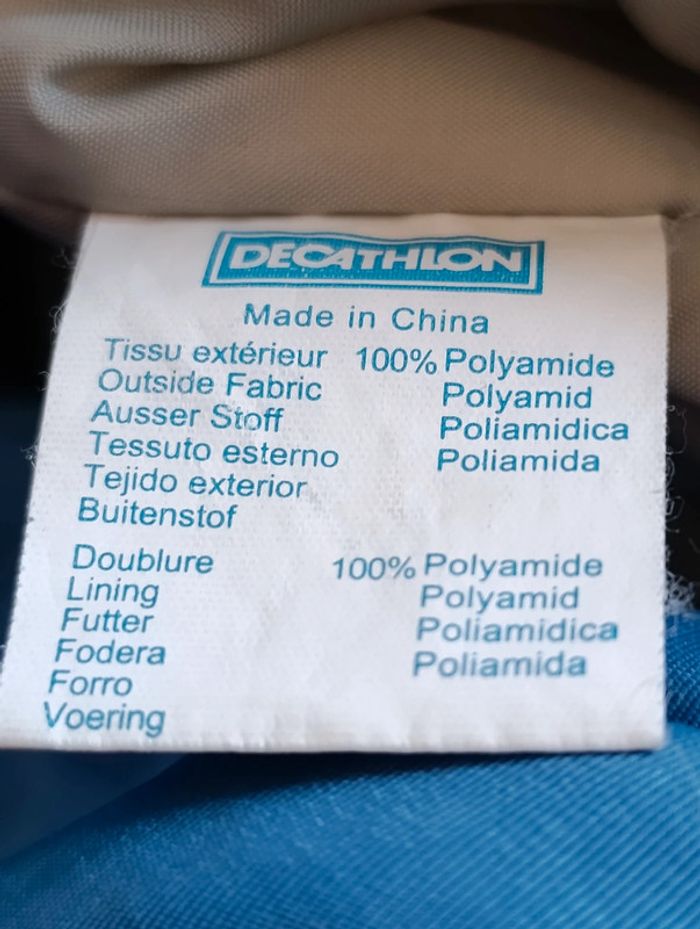 DECATHLON
Made in China
Tissu extérieur 100% Polyamide
Outside Fabric Polyamid
Ausser Stoff Poliamidica
Tessuto esterno Poliamida
Tejido exterior
Buitenstof
Doublure 100% Polyamide
Lining Polyamid
Futter Poliamidica
Fodera Poliamida
Forro
Voering